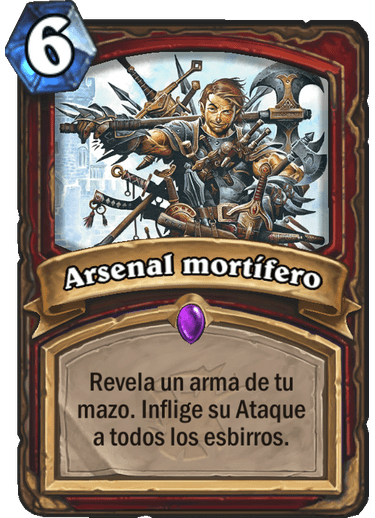 6
Arsenal mortífero
Revela un arma de tu
mazo. Inflige su Ataque
a todos los esbirros.